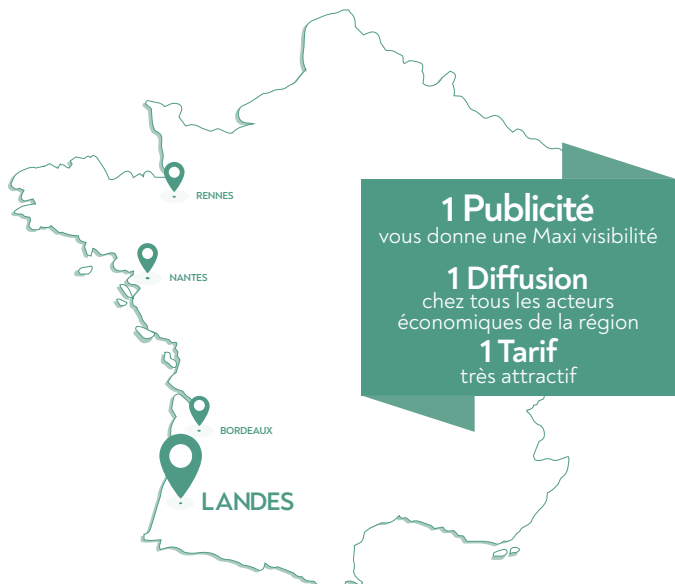 RENNES
NANTES
BORDEAUX
LANDES
1 Publicité
vous donne une Maxi visibilité
1 Diffusion
chez tous les acteurs
économiques de la région
1 Tarif
très attractif